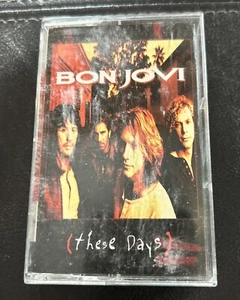 BON JOVI
(these Days)